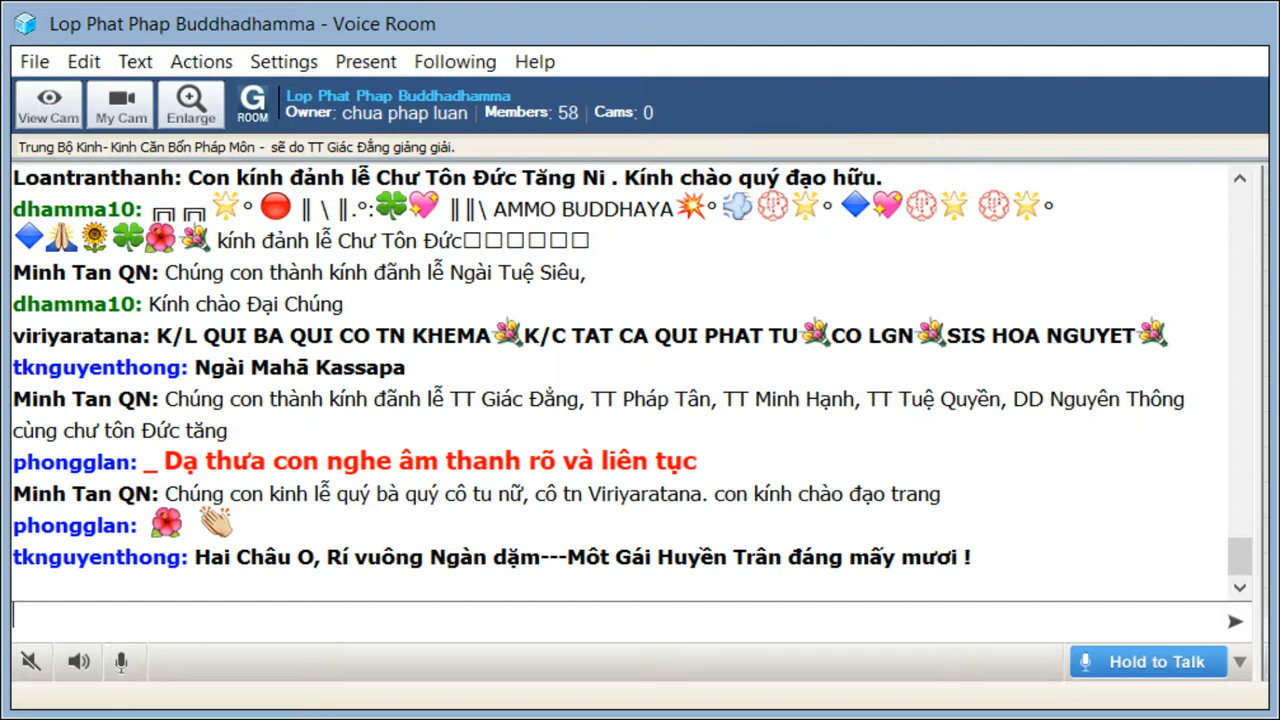 Lop Phat Phap Buddhadhamma - Voice Room
File Edit Text Actions Settings Present Following Help
View Cam My Cam Enlarge G ROOM Lop Phat Phap Buddhadhamma
Owner: chua phap luan | Members: 58 | Cams: 0
Trung Bộ Kinh- Kinh Căn Bổn Pháp Môn - sẽ do TT Giác Đẳng giảng giải.
Loantranthanh: Con kính đảnh lễ Chư Tôn Đức Tăng Ni . Kính chào quý đạo hữu.
dhamma10: ╔╗╔╗🌟° 🔴 ║ \ ║.°:🍀💖 ║║\ AMMO BUDDHAYA💥° 💨💮🌟° 🔷💖💮🌟 💮🌟°
🔷🙏🌻🍀🌺💐 kính đảnh lễ Chư Tôn Đức□□□□□□
Minh Tan QN: Chúng con thành kính đãnh lễ Ngài Tuệ Siêu,
dhamma10: Kính chào Đại Chúng
viriyaratana: K/L QUI BA QUI CO TN KHEMA💐K/C TAT CA QUI PHAT TU💐CO LGN💐SIS HOA NGUYET💐
tknguyenthong: Ngài Mahā Kassapa
Minh Tan QN: Chúng con thành kính đãnh lễ TT Giác Đẳng, TT Pháp Tân, TT Minh Hạnh, TT Tuệ Quyền, DD Nguyên Thông
cùng chư tôn Đức tăng
phongglan: _ Dạ thưa con nghe âm thanh rõ và liên tục
Minh Tan QN: Chúng con kinh lễ quý bà quý cô tu nữ, cô tn Viriyaratana. con kính chào đạo trang
phongglan: 🌺 👏
tknguyenthong: Hai Châu O, Rí vuông Ngàn dặm---Môt Gái Huyền Trân đáng mấy mươi !
Hold to Talk